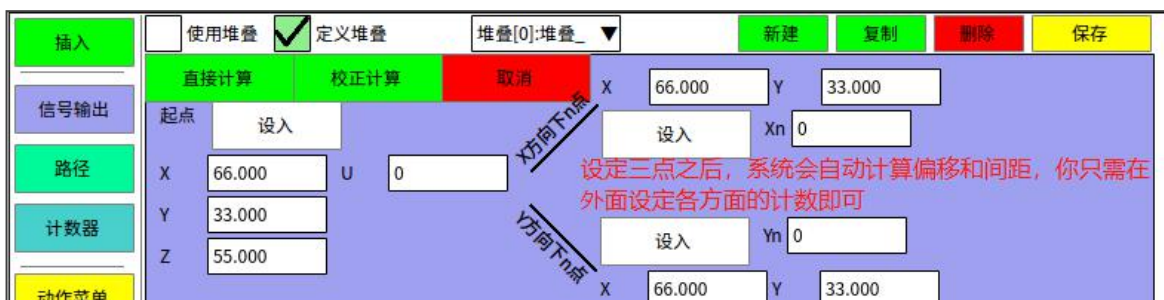 插入 使用堆叠 定义堆叠 堆叠[0]:堆叠_ ▼ 新建 复制 删除 保存
直接计算 校正计算 取消
X 66.000 Y 33.000
信号输出 起点 设入 X方向下n点 设入 Xn 0
路径 X 66.000 U 0
设定三点之后，系统会自动计算偏移和间距，你只需在
外面设定各方面的计数即可
计数器 Y 33.000
Y方向下n点 设入 Yn 0
Z 55.000
动作菜单 X 66.000 Y 33.000